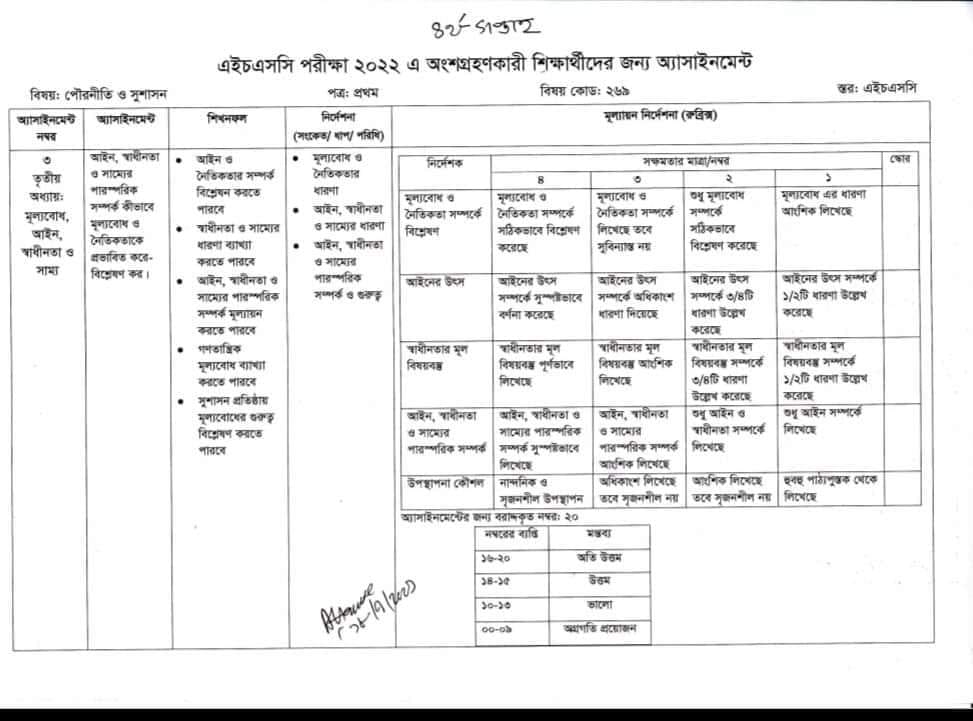 ৪র্থ সপ্তাহ
এইচএসসি পরীক্ষা ২০২২ এ অংশগ্রহণকারী শিক্ষার্থীদের জন্য অ্যাসাইনমেন্ট
বিষয়: পৌরনীতি ও সুশাসন পত্র: প্রথম বিষয় কোড: ২৬৯ স্তর: এইচএসসি
অ্যাসাইনমেন্ট
নম্বর
অ্যাসাইনমেন্ট
শিখনফল
নির্দেশনা
(সংকেত/ ধাপ/ পরিধি)
মূল্যায়ন নির্দেশনা (রুব্রিক্স)
৩
তৃতীয়
অধ্যায়:
মূল্যবোধ,
আইন,
স্বাধীনতা ও
সাম্য
আইন, স্বাধীনতা
ও সাম্যের
পারস্পরিক
সম্পর্ক কীভাবে
মূল্যবোধ ও
নৈতিকতাকে
প্রভাবিত করে-
বিশ্লেষণ কর।
• আইন ও
নৈতিকতার সম্পর্ক
বিশ্লেষন করতে
পারবে
• স্বাধীনতা ও সাম্যের
ধারণা ব্যাখ্যা
করতে পারবে
• আইন, স্বাধীনতা ও
সাম্যের পারস্পরিক
সম্পর্ক মূল্যায়ন
করতে পারবে
• গণতান্ত্রিক
মূল্যবোধ ব্যাখ্যা
করতে পারবে
• সুশাসন প্রতিষ্ঠায়
মূল্যবোধের গুরুত্ব
বিশ্লেষণ করতে
পারবে
• মূল্যবোধ ও
নৈতিকতার
ধারণা
• আইন, স্বাধীনতা
ও সাম্যের ধারণা
• আইন, স্বাধীনতা
ও সাম্যের
পারস্পরিক
সম্পর্ক ও গুরুত্ব
নির্দেশক
সক্ষমতার মাত্রা/নম্বর
স্কোর
৪ ৩ ২ ১
মূল্যবোধ ও
নৈতিকতা সম্পর্কে
বিশ্লেষণ
মূল্যবোধ ও
নৈতিকতা সম্পর্কে
সঠিকভাবে বিশ্লেষণ
করেছে
মূল্যবোধ ও
নৈতিকতা সম্পর্কে
লিখেছে তবে
সুবিন্যাস্ত নয়
শুধু মূল্যবোধ
সম্পর্কে
সঠিকভাবে
বিশ্লেষণ করেছে
মূল্যবোধ এর ধারণা
আংশিক লিখেছে
আইনের উৎস
আইনের উৎস
সম্পর্কে সুস্পষ্টভাবে
বর্ণনা করেছে
আইনের উৎস
সম্পর্কে অধিকাংশ
ধারণা দিয়েছে
আইনের উৎস
সম্পর্কে ৩/৪টি
ধারণা উল্লেখ
করেছে
আইনের উৎস সম্পর্কে
১/২টি ধারণা উল্লেখ
করেছে
স্বাধীনতার মূল
বিষয়বস্তু
স্বাধীনতার মূল
বিষয়বস্তু পূর্ণভাবে
লিখেছে
স্বাধীনতার মূল
বিষয়বস্তু আংশিক
লিখেছে
স্বাধীনতার মূল
বিষয়বস্তু সম্পর্কে
৩/৪টি ধারণা
উল্লেখ করেছে
স্বাধীনতার মূল
বিষয়বস্তু সম্পর্কে
১/২টি ধারণা উল্লেখ
করেছে
আইন, স্বাধীনতা
ও সাম্যের
পারস্পরিক সম্পর্ক
আইন, স্বাধীনতা ও
সাম্যের পারস্পরিক
সম্পর্ক সুস্পষ্টভাবে
লিখেছে
আইন, স্বাধীনতা
ও সাম্যের
পারস্পরিক সম্পর্ক
আংশিক লিখেছে
শুধু আইন ও
স্বাধীনতা সম্পর্কে
লিখেছে
শুধু আইন সম্পর্কে
লিখেছে
উপস্থাপনা কৌশল
নান্দনিক ও
সৃজনশীল উপস্থাপন
অধিকাংশ লিখেছে
তবে সৃজনশীল নয়
আংশিক লিখেছে
তবে সৃজনশীল নয়
হুবহু পাঠ্যপুস্তক থেকে
লিখেছে
অ্যাসাইনমেন্টের জন্য বরাদ্দকৃত নম্বর: ২০
নম্বরের ব্যপ্তি মন্তব্য
১৬-২০ অতি উত্তম
১৪-১৫ উত্তম
১০-১৩ ভালো
০০-০৯ অগ্রগতি প্রয়োজন